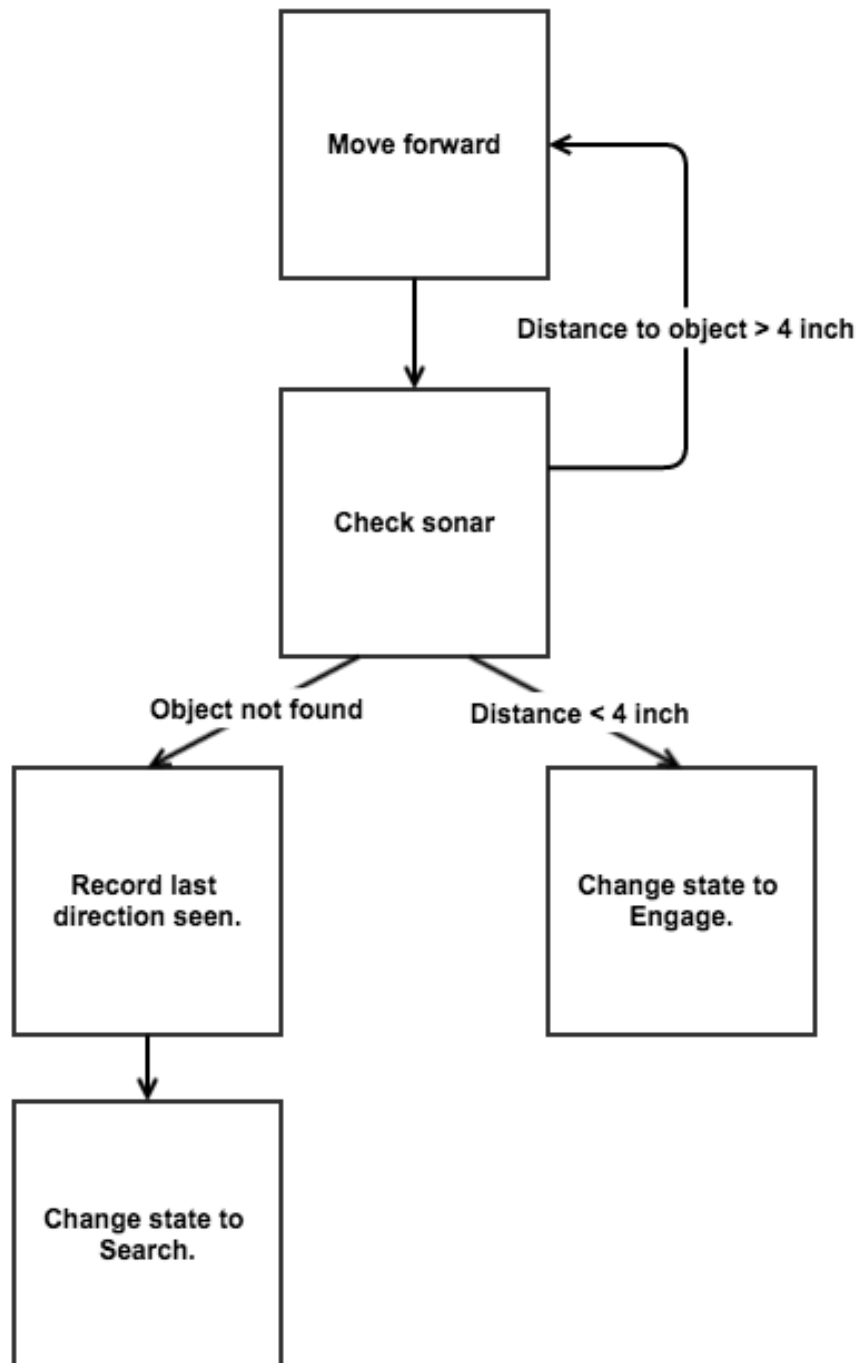 Move forward
Distance to object > 4 inch
Check sonar
Object not found
Distance < 4 inch
Record last
direction seen.
Change state to
Engage.
Change state to
Search.